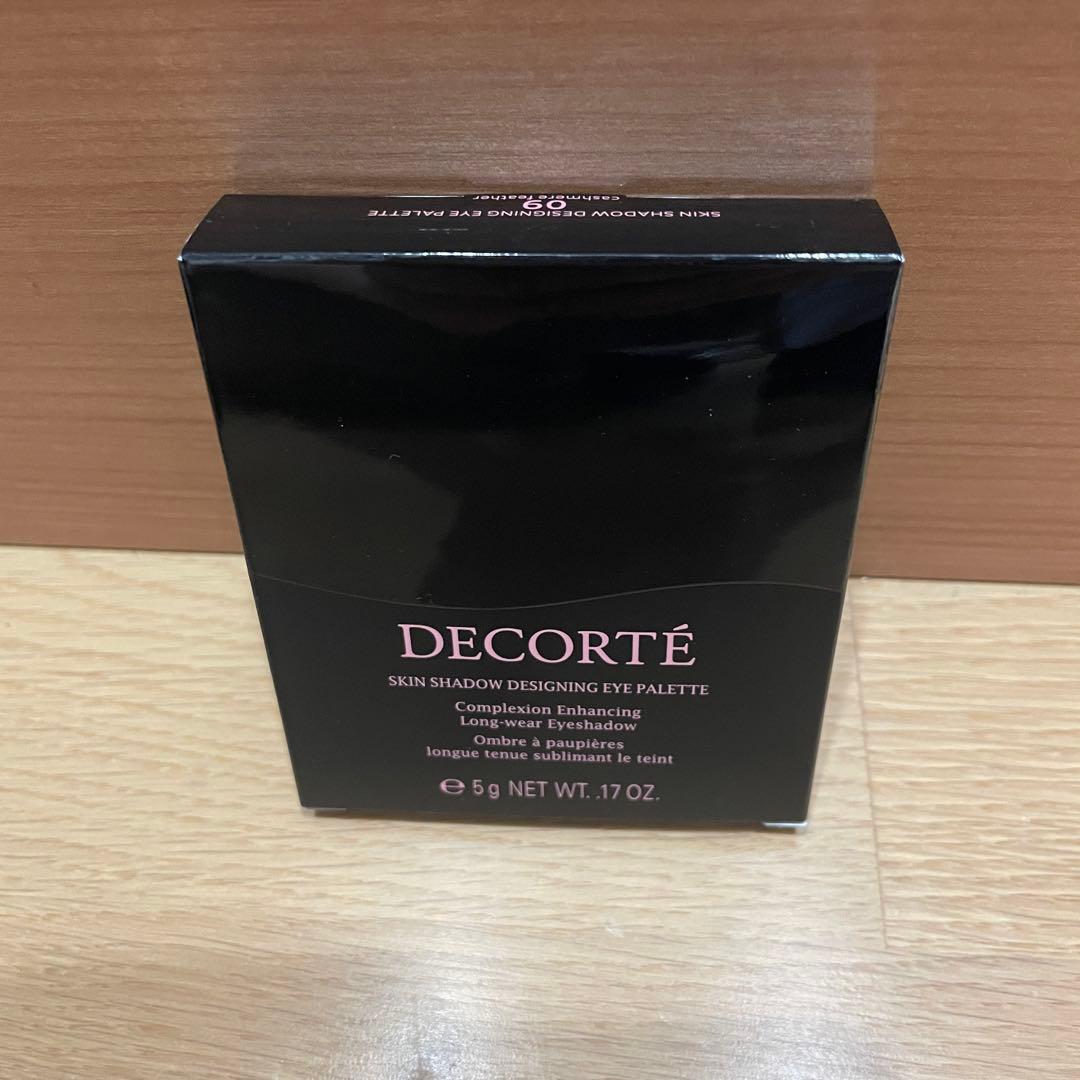 SKIN SHADOW DESIGNING EYE PALETTE
09
cashmere feather
DECORTÉ
SKIN SHADOW DESIGNING EYE PALETTE
Complexion Enhancing
Long-wear Eyeshadow
Ombre à paupières
longue tenue sublimant le teint
℮ 5 g NET WT. .17 OZ.